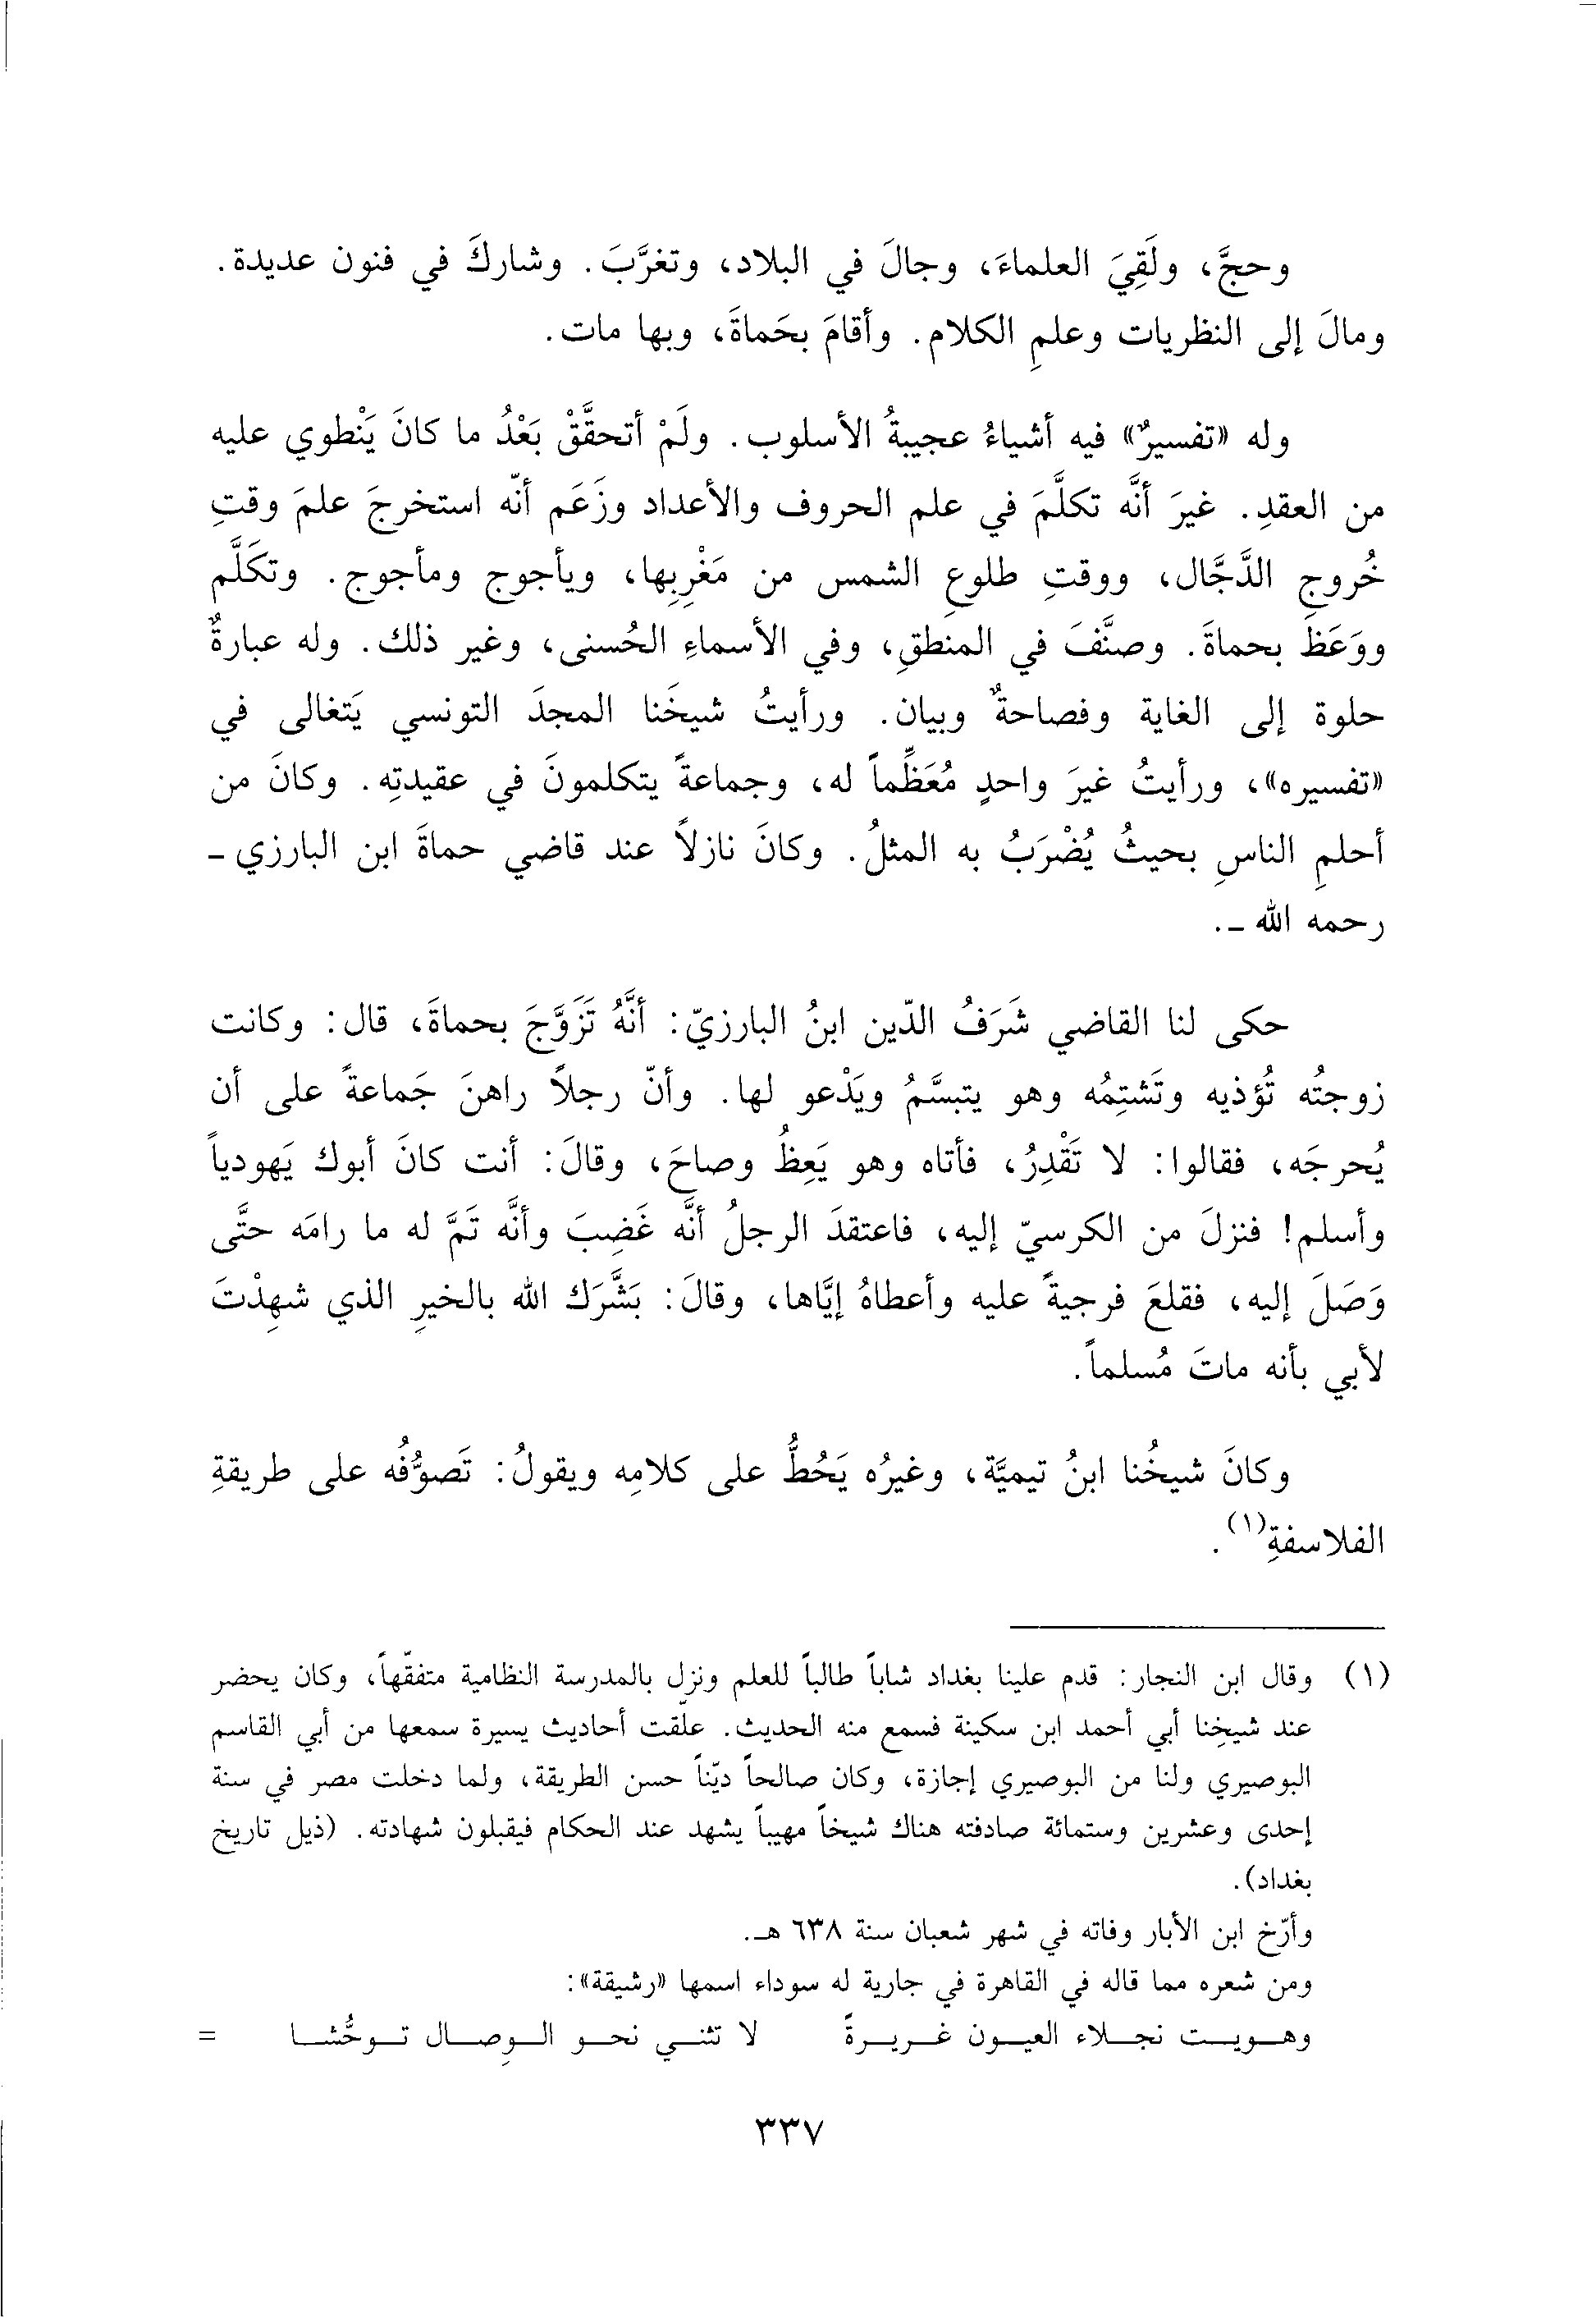 وحجَّ، ولَقِيَ العلماءَ، وجالَ في البلاد، وتغرَّبَ. وشاركَ في فنون عديدة.
ومالَ إلى النظريات وعلمِ الكلام. وأقامَ بحَماةَ، وبها مات.
وله «تفسيرٌ» فيه أشياءُ عجيبةُ الأسلوب. ولَمْ أتحقَّقْ بَعْدُ ما كانَ يَنْطوي عليه
من العقدِ. غيرَ أنَّه تكلَّمَ في علم الحروف والأعداد وزَعَم أنّه استخرجَ علمَ وقتِ
خُروجِ الدَّجَّال، ووقتِ طلوعِ الشمس من مَغْرِبِها، ويأجوج ومأجوج. وتكَلَّم
ووَعَظَ بحماةَ. وصنَّفَ في المنطقِ، وفي الأسماءِ الحُسنى، وغير ذلك. وله عبارةٌ
حلوة إلى الغاية وفصاحةٌ وبيان. ورأيتُ شيخَنا المجدَ التونسي يَتغالى في
«تفسيره»، ورأيتُ غيرَ واحدٍ مُعَظِّماً له، وجماعةً يتكلمونَ في عقيدتِه. وكانَ من
أحلمِ الناسِ بحيثُ يُضْرَبُ به المثلُ. وكانَ نازلاً عند قاضي حماةَ ابن البارزي -
رحمه الله -.
حكى لنا القاضي شَرَفُ الدّين ابنُ البارزيّ: أنَّهُ تَزَوَّجَ بحماةَ، قال: وكانت
زوجتُه تُؤذيه وتَشتِمُه وهو يتبسَّمُ ويَدْعو لها. وأنّ رجلاً راهنَ جَماعةً على أن
يُحرجَه، فقالوا: لا تَقْدِرُ، فأتاه وهو يَعِظُ وصاحَ، وقالَ: أنت كانَ أبوك يَهودياً
وأسلم! فنزلَ من الكرسيّ إليه، فاعتقدَ الرجلُ أنَّه غَضِبَ وأنَّه تَمَّ له ما رامَه حتَّى
وَصَلَ إليه، فقلعَ فرجيةً عليه وأعطاهُ إيَّاها، وقالَ: بَشَّرَك الله بالخيرِ الذي شهِدْتَ
لأبي بأنه ماتَ مُسلماً.
وكانَ شيخُنا ابنُ تيميَّة، وغيرُه يَحُطُّ على كلامِه ويقولُ: تَصوُّفُه على طريقةِ
الفلاسفةِ(١).
(١) وقال ابن النجار: قدم علينا بغداد شاباً طالباً للعلم ونزل بالمدرسة النظامية متفقّهاً، وكان يحضر
عند شيخِنا أبي أحمد ابن سكينة فسمع منه الحديث. علّقت أحاديث يسيرة سمعها من أبي القاسم
البوصيري ولنا من البوصيري إجازة، وكان صالحاً ديّناً حسن الطريقة، ولما دخلت مصر في سنة
إحدى وعشرين وستمائة صادفته هناك شيخاً مهيباً يشهد عند الحكام فيقبلون شهادته. (ذيل تاريخ
بغداد).
وأرّخ ابن الأبار وفاته في شهر شعبان سنة ٦٣٨ هـ.
ومن شعره مما قاله في القاهرة في جارية له سوداء اسمها «رشيقة»:
وهـويـت نجـلاء العيـون غـريـرةً لا تثنـي نحـو الـوِصـال تـوحُّشـا =
٣٣٧